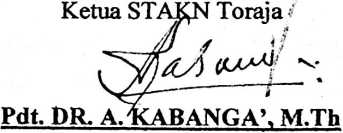 Ketua STAKN Toraja
Pdt. DR. A. KABANGA', M.Th